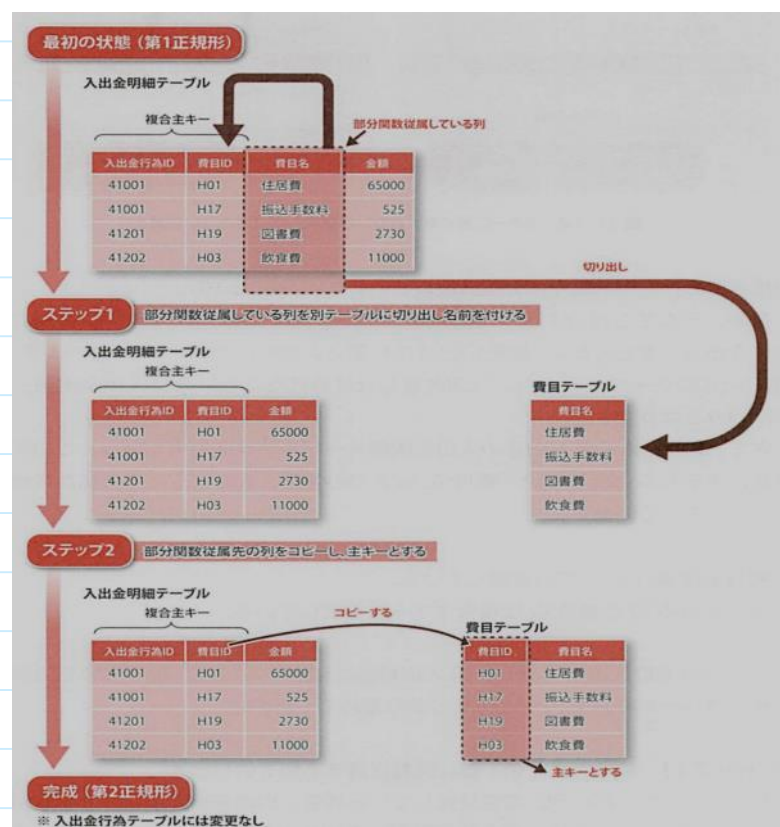 最初の状態（第1正規形）
入出金明細テーブル
複合主キー
部分関数従属している列
入出金行為ID 費目ID 費目名 金額
41001 H01 住居費 65000
41001 H17 振込手数料 525
41201 H19 図書費 2730
41202 H03 飲食費 11000
切り出し
ステップ1 部分関数従属している列を別テーブルに切り出し名前を付ける
入出金明細テーブル
複合主キー
入出金行為ID 費目ID 金額
41001 H01 65000
41001 H17 525
41201 H19 2730
41202 H03 11000
費目テーブル
費目名
住居費
振込手数料
図書費
飲食費
ステップ2 部分関数従属先の列をコピーし、主キーとする
入出金明細テーブル
複合主キー
コピーする
入出金行為ID 費目ID 金額
41001 H01 65000
41001 H17 525
41201 H19 2730
41202 H03 11000
費目テーブル
費目ID 費目名
H01 住居費
H17 振込手数料
H19 図書費
H03 飲食費
主キーとする
完成（第2正規形）
※ 入出金行為テーブルには変更なし